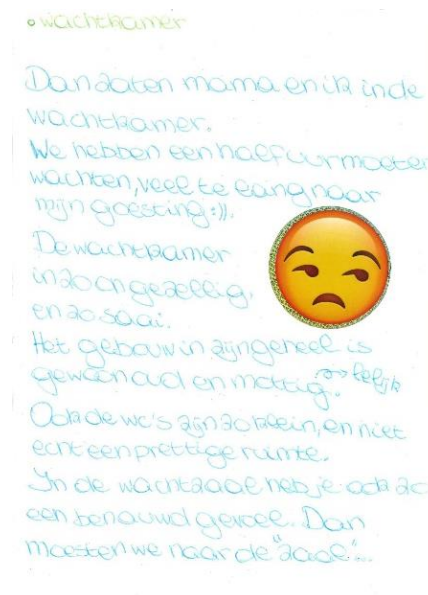 • wachtkamer
Dan zaten mama en ik in de
wachtkamer.
We hebben een half uur moeten
wachten, veel te lang naar
mijn goesting :)).
De wachtkamer
in zo ongezellig,
en zo saai.
Het gebouw in zijn geheel is
gewoon oud en mottig. ~> lelijk
Ook de wc's zijn zo klein, en niet
echt een prettige ruimte.
In de wachtzaal heb je ook zo
een benauwd gevoel. Dan
moesten we naar de "zaal"...